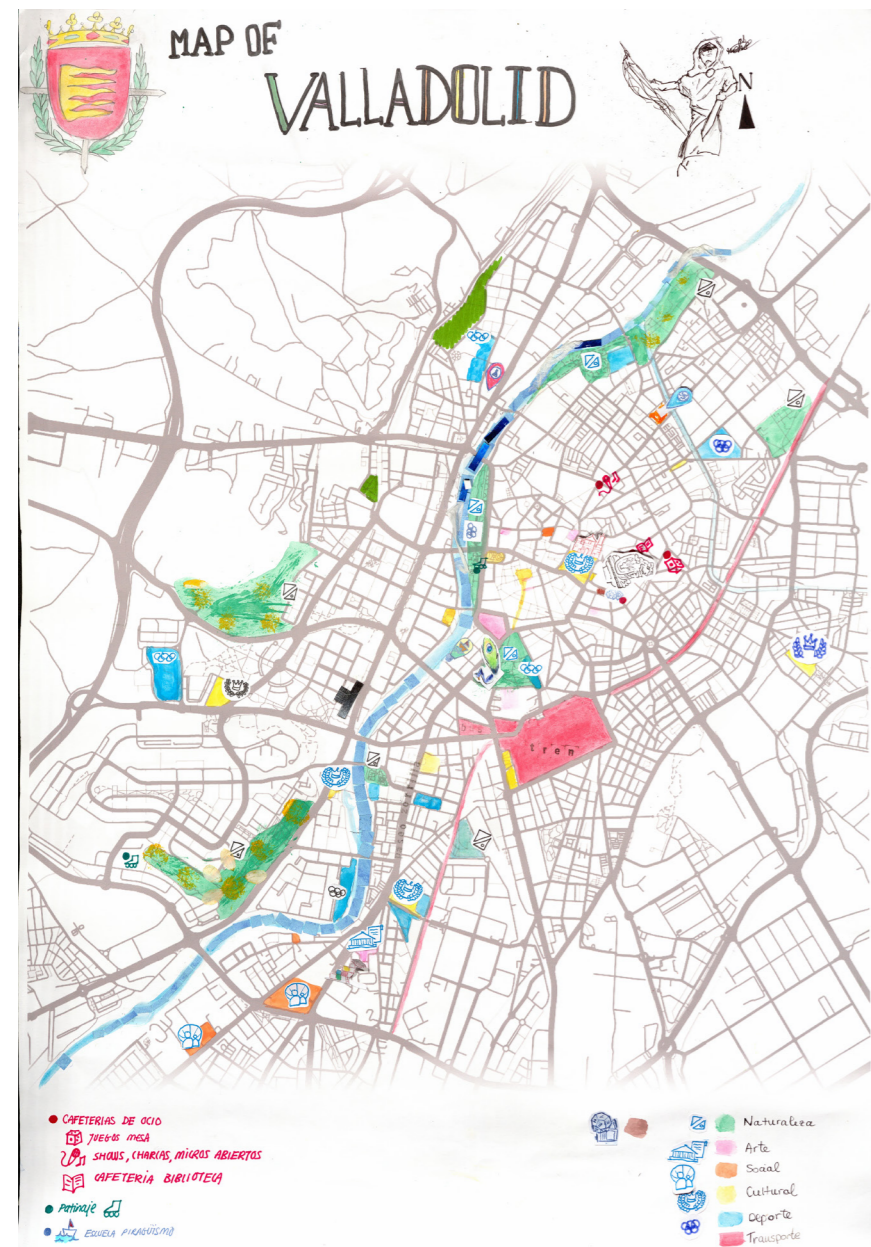 MAP OF
VALLADOLID
N
tren
CAFETERIAS DE OCIO
JUEGOS MESA
SHOWS, CHARLAS, MICROS ABIERTOS
CAFETERIA BIBLIOTECA
Patinaje
ESCUELA PIRAGÜISMO
Naturaleza
Arte
Social
Cultural
Deporte
Transporte